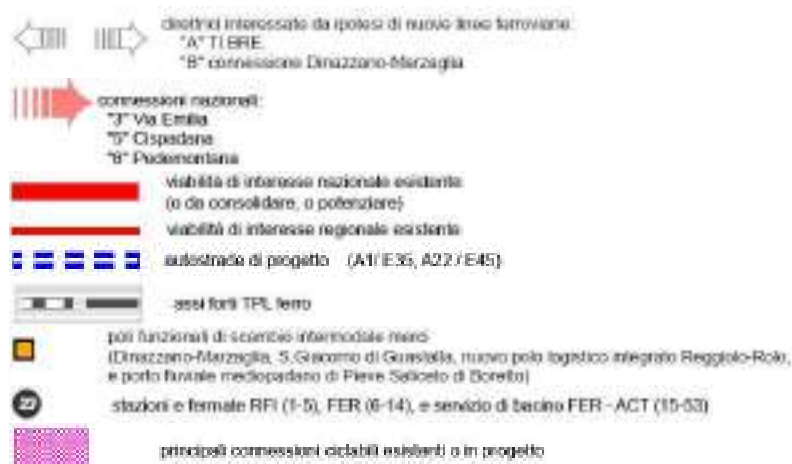 direttrici interessate da ipotesi di nuove linee ferroviarie:
"A" TI.BRE.
"B" connessione Dinazzano-Marzaglia
connessioni nazionali:
"3" Via Emilia
"5" Cispadana
"6" Pedemontana
viabilità di interesse nazionale esistente
(o da consolidare, o potenziare)
viabilità di interesse regionale esistente
autostrade di progetto (A1/ E35, A22 / E45)
assi forti TPL ferro
poli funzionali di scambio intermodale merci
(Dinazzano-Marzaglia, S.Giacomo di Guastalla, nuovo polo logistico integrato Reggiolo-Rolo,
e porto fluviale mediopadano di Pieve Saliceto di Boretto)
stazioni e fermate RFI (1-5), FER (6-14), e servizio di bacino FER - ACT (15-53)
principali connessioni ciclabili esistenti o in progetto